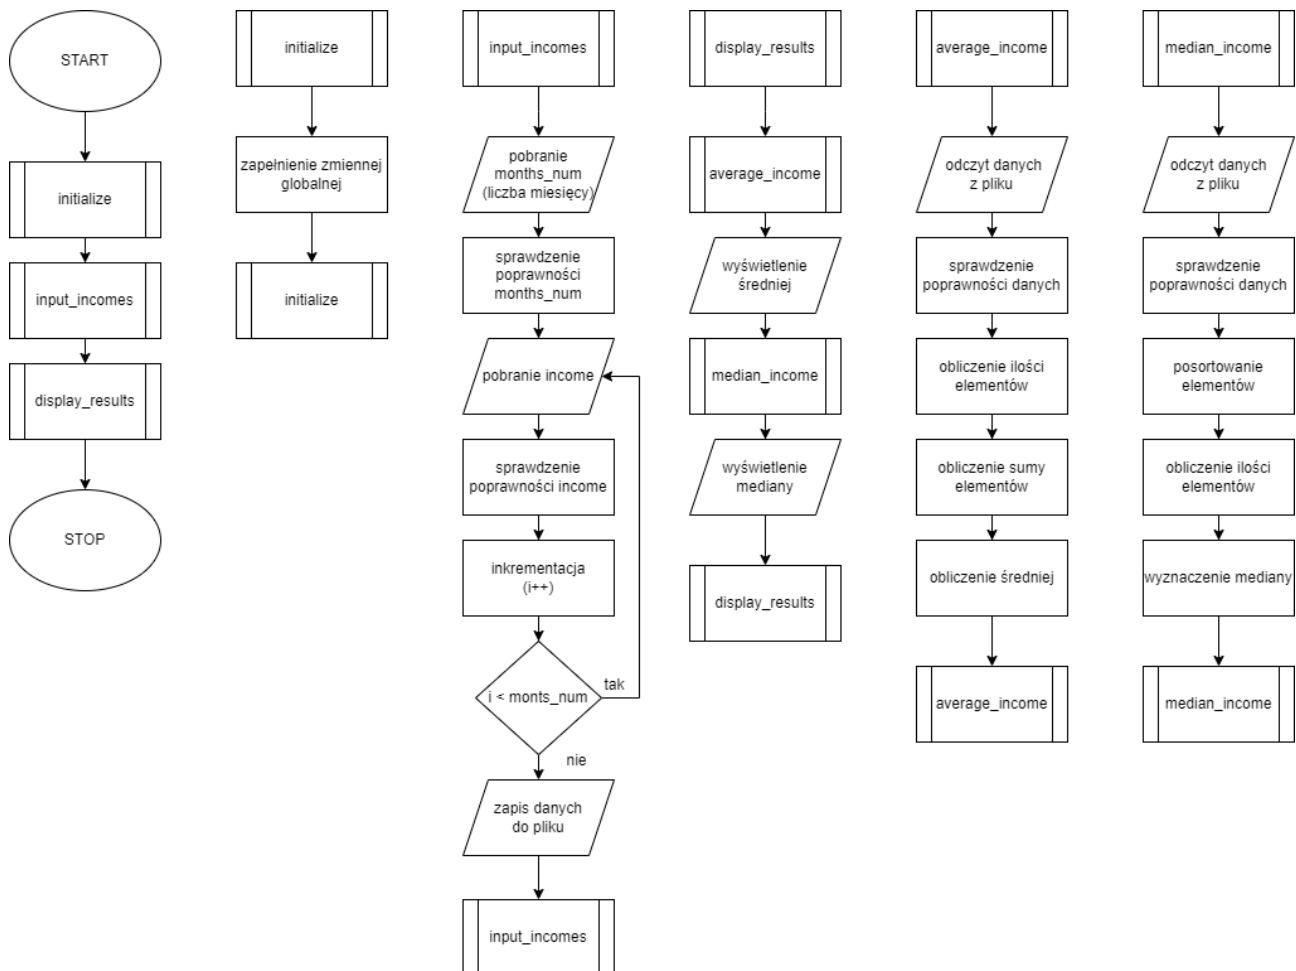 START
initialize
input_incomes
display_results
STOP
initialize
zapełnienie zmiennej
globalnej
initialize
input_incomes
pobranie
months_num
(liczba miesięcy)
sprawdzenie
poprawności
months_num
pobranie income
sprawdzenie
poprawności income
inkrementacja
(i++)
i < monts_num
tak
nie
zapis danych
do pliku
input_incomes
display_results
average_income
wyświetlenie
średniej
median_income
wyświetlenie
mediany
display_results
average_income
odczyt danych
z pliku
sprawdzenie
poprawności danych
obliczenie ilości
elementów
obliczenie sumy
elementów
obliczenie średniej
average_income
median_income
odczyt danych
z pliku
sprawdzenie
poprawności danych
posortowanie
elementów
obliczenie ilości
elementów
wyznaczenie mediany
median_income